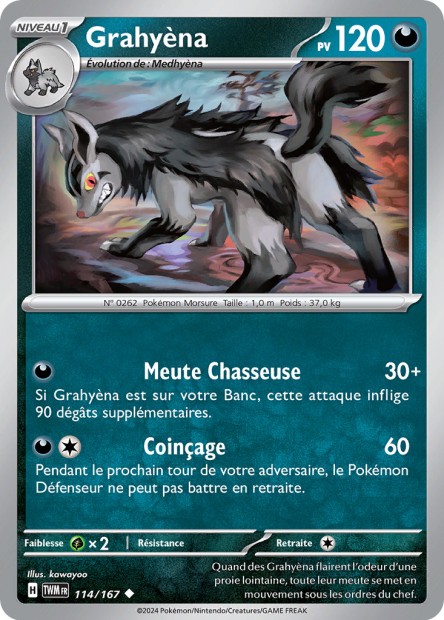 NIVEAU 1
Grahyèna
PV 120
Évolution de : Medhyèna
N° 0262 Pokémon Morsure Taille : 1,0 m Poids : 37,0 kg
Meute Chasseuse 30+
Si Grahyèna est sur votre Banc, cette attaque inflige
90 dégâts supplémentaires.
Coinçage 60
Pendant le prochain tour de votre adversaire, le Pokémon
Défenseur ne peut pas battre en retraite.
Faiblesse ×2 Résistance Retraite
Illus. kawayoo
H TWM FR 114/167
Quand des Grahyèna flairent l'odeur d'une
proie lointaine, toute leur meute se met en
mouvement sous les ordres du chef.
©2024 Pokémon/Nintendo/Creatures/GAME FREAK